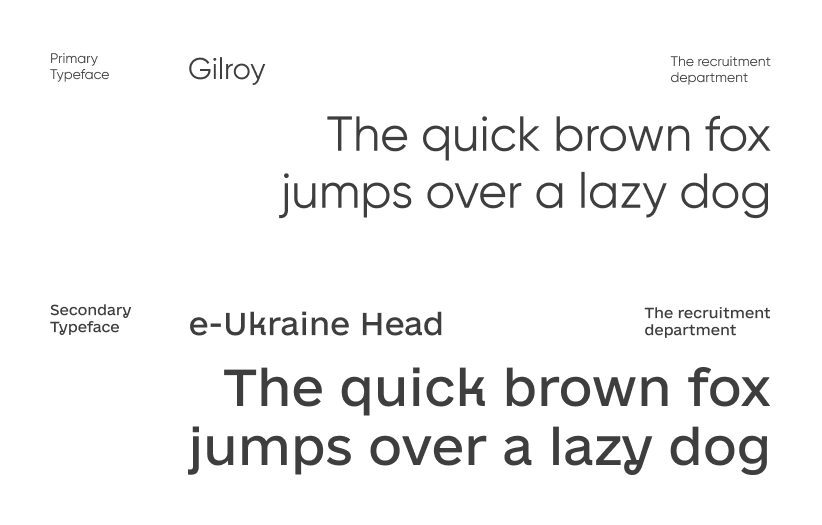 Primary
Typeface
Gilroy
The recruitment
department
The quick brown fox
jumps over a lazy dog
Secondary
Typeface
e-Ukraine Head
The recruitment
department
The quick brown fox
jumps over a lazy dog